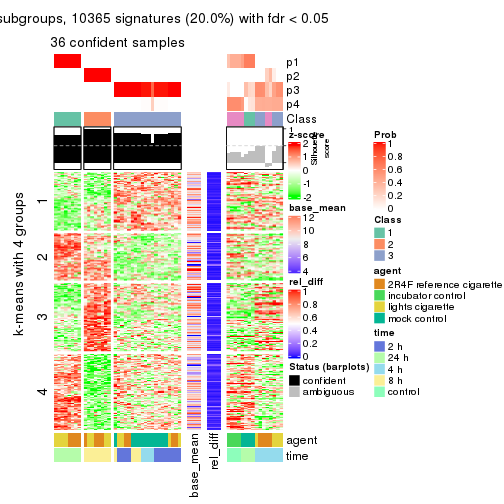 subgroups, 10365 signatures (20.0%) with fdr < 0.05
36 confident samples
p1
p2
p3
p4
Class
1
Silhouette
score
k-means with 4 groups
1
2
3
4
agent
time
base_mean
rel_diff
z-score
2
1
0
-1
-2
base_mean
12
10
8
6
4
rel_diff
1
0.8
0.6
0.4
0.2
0
Status (barplots)
confident
ambiguous
Prob
1
0.8
0.6
0.4
0.2
0
Class
1
2
3
agent
2R4F reference cigarette
incubator control
lights cigarette
mock control
time
2 h
24 h
4 h
8 h
control